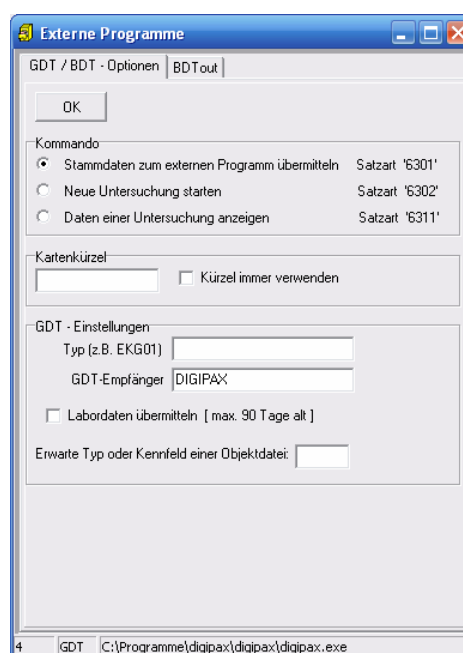 Externe Programme
GDT / BDT - Optionen BDTout
OK
Kommando
Stammdaten zum externen Programm übermitteln Satzart '6301'
Neue Untersuchung starten Satzart '6302'
Daten einer Untersuchung anzeigen Satzart '6311'
Kartenkürzel
Kürzel immer verwenden
GDT - Einstellungen
Typ (z.B. EKG01)
GDT-Empfänger DIGIPAX
Labordaten übermitteln [ max. 90 Tage alt ]
Erwarte Typ oder Kennfeld einer Objektdatei:
4 GDT C:\Programme\digipax\digipax\digipax.exe